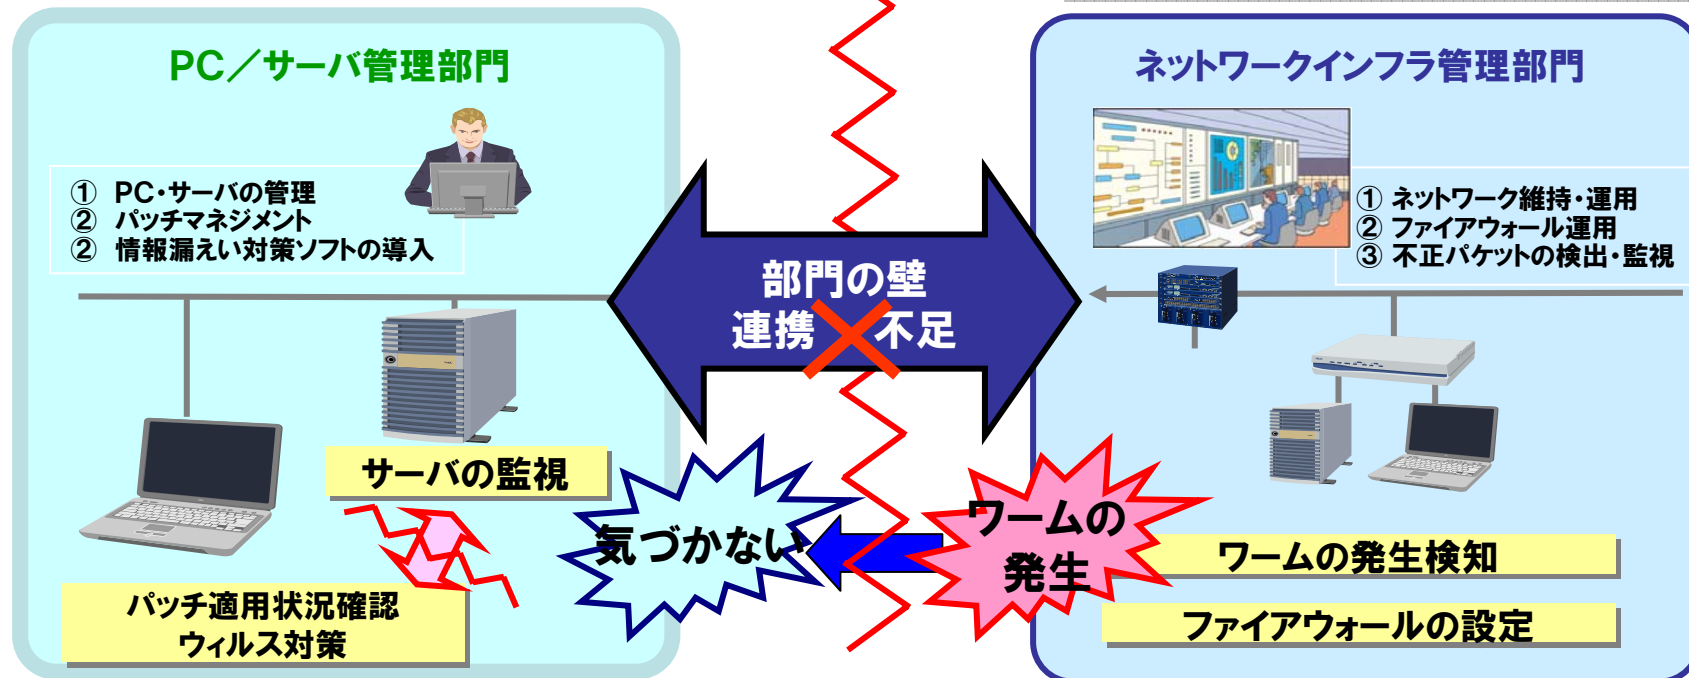 PC／サーバ管理部門
① PC・サーバの管理
② パッチマネジメント
② 情報漏えい対策ソフトの導入
サーバの監視
パッチ適用状況確認
ウィルス対策
部門の壁
連携 不足
気づかない
ワームの
発生
ネットワークインフラ管理部門
① ネットワーク維持・運用
② ファイアウォール運用
③ 不正パケットの検出・監視
ワームの発生検知
ファイアウォールの設定